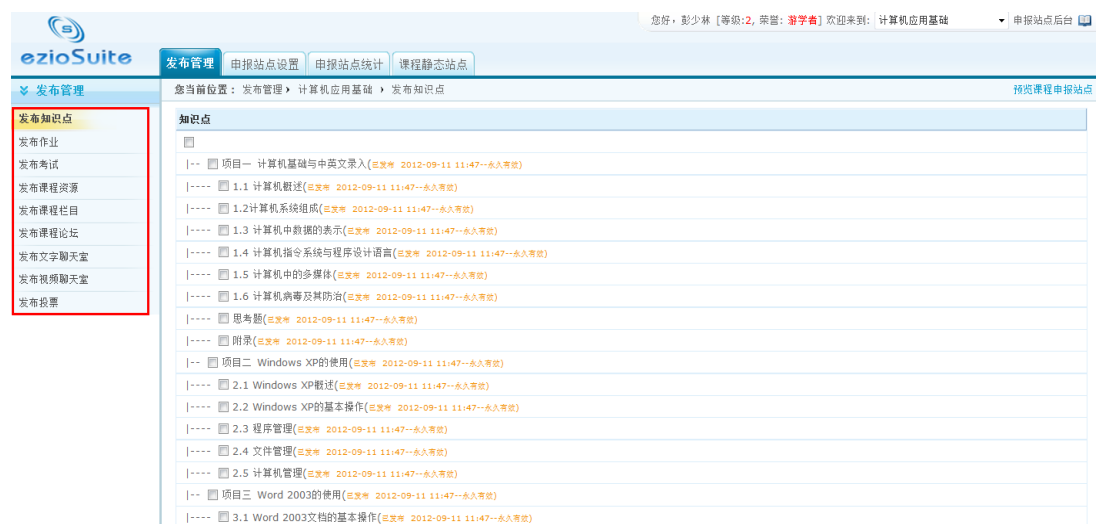 您好，彭少林 [等级:2, 荣誉: 游学者] 欢迎来到: 计算机应用基础 申报站点后台
ezioSuite
发布管理 申报站点设置 申报站点统计 课程静态站点
发布管理
您当前位置： 发布管理 计算机应用基础 发布知识点 预览课程申报站点
发布知识点
发布作业
发布考试
发布课程资源
发布课程栏目
发布课程论坛
发布文字聊天室
发布视频聊天室
发布投票
知识点
|-- 项目一 计算机基础与中英文录入(已发布 2012-09-11 11:47--永久有效)
|---- 1.1 计算机概述(已发布 2012-09-11 11:47--永久有效)
|---- 1.2计算机系统组成(已发布 2012-09-11 11:47--永久有效)
|---- 1.3 计算机中数据的表示(已发布 2012-09-11 11:47--永久有效)
|---- 1.4 计算机指令系统与程序设计语言(已发布 2012-09-11 11:47--永久有效)
|---- 1.5 计算机中的多媒体(已发布 2012-09-11 11:47--永久有效)
|---- 1.6 计算机病毒及其防治(已发布 2012-09-11 11:47--永久有效)
|---- 思考题(已发布 2012-09-11 11:47--永久有效)
|---- 附录(已发布 2012-09-11 11:47--永久有效)
|-- 项目二 Windows XP的使用(已发布 2012-09-11 11:47--永久有效)
|---- 2.1 Windows XP概述(已发布 2012-09-11 11:47--永久有效)
|---- 2.2 Windows XP的基本操作(已发布 2012-09-11 11:47--永久有效)
|---- 2.3 程序管理(已发布 2012-09-11 11:47--永久有效)
|---- 2.4 文件管理(已发布 2012-09-11 11:47--永久有效)
|---- 2.5 计算机管理(已发布 2012-09-11 11:47--永久有效)
|-- 项目三 Word 2003的使用(已发布 2012-09-11 11:47--永久有效)
|---- 3.1 Word 2003文档的基本操作(已发布 2012-09-11 11:47--永久有效)